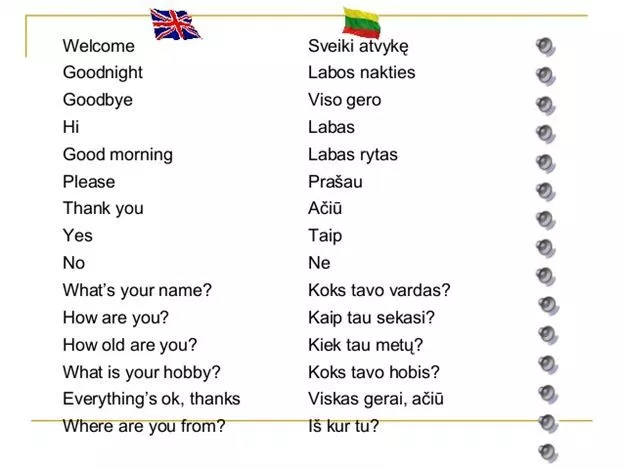 Welcome Sveiki atvykę
Goodnight Labos nakties
Goodbye Viso gero
Hi Labas
Good morning Labas rytas
Please Prašau
Thank you Ačiū
Yes Taip
No Ne
What’s your name? Koks tavo vardas?
How are you? Kaip tau sekasi?
How old are you? Kiek tau metų?
What is your hobby? Koks tavo hobis?
Everything’s ok, thanks Viskas gerai, ačiū
Where are you from? Iš kur tu?